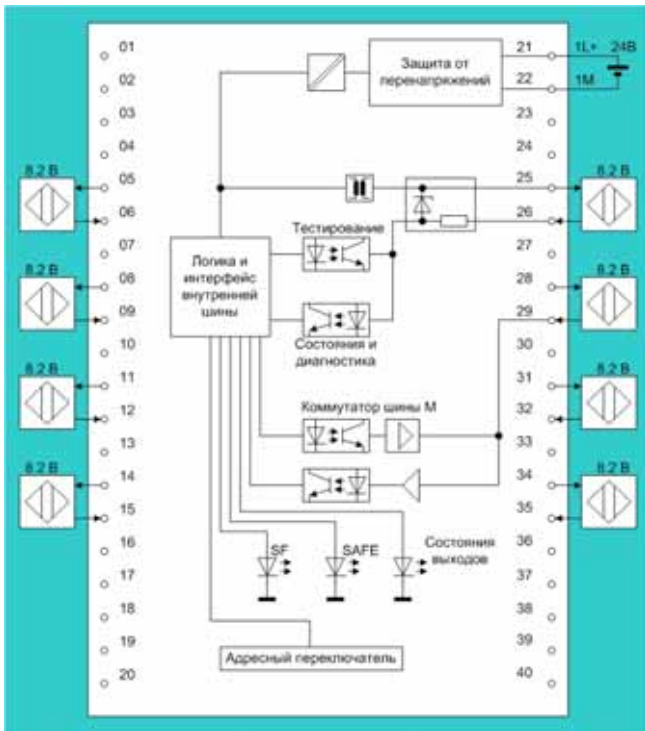 01 21 1L+ 24В
Защита от
перенапряжений
02 22 1M
03 23
04 24
8.2 В 8.2 В
05 25
06 26
Тестирование
07 27
Логика и
интерфейс
внутренней
шины
8.2 В 8.2 В
08 28
09 29
Состояния и
диагностика
10 30
8.2 В 8.2 В
11 31
Коммутатор шины М
12 32
13 33
8.2 В 8.2 В
14 34
15 35
SF SAFE Состояния
выходов
16 36
17 37
18 38
19 39
Адресный переключатель
20 40